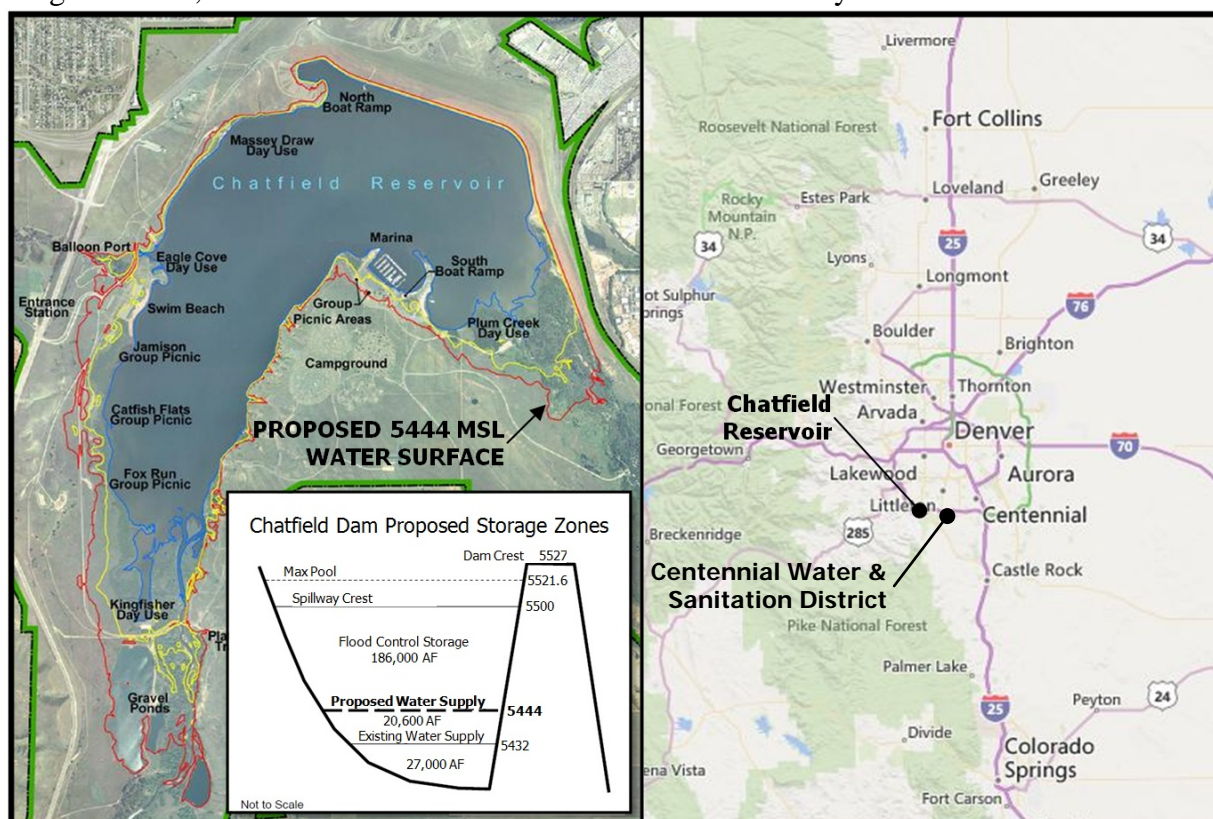 North
Boat Ramp
Massey Draw
Day Use
Chatfield Reservoir
Balloon Port
Eagle Cove
Day Use
Marina
South
Boat Ramp
Entrance
Station
Swim Beach
Group
Picnic Areas
Plum Creek
Day Use
Jamison
Group Picnic
Campground
Catfish Flats
Group Picnic
PROPOSED 5444 MSL
WATER SURFACE
Fox Run
Group Picnic
Kingfisher
Day Use
Gravel
Ponds
Chatfield Dam Proposed Storage Zones
Dam Crest 5527
Max Pool
5521.6
Spillway Crest
5500
Flood Control Storage
186,000 AF
Proposed Water Supply
5444
20,600 AF
Existing Water Supply
5432
27,000 AF
Not to Scale
Livermore
Fort Collins
Roosevelt National Forest
Greeley
Loveland
Estes Park
Rocky
Mountain
N.P.
34
25
34
Lyons
Longmont
76
Boulder
Brighton
Westminster
Thornton
Arvada
Chatfield
Reservoir
Denver
Georgetown
70
Lakewood
Aurora
Littleton
Centennial
285
Breckenridge
Centennial Water &
Sanitation District
Castle Rock
Pike National Forest
Palmer Lake
Peyton
24
25
Divide
Colorado
Springs
Fort Carson